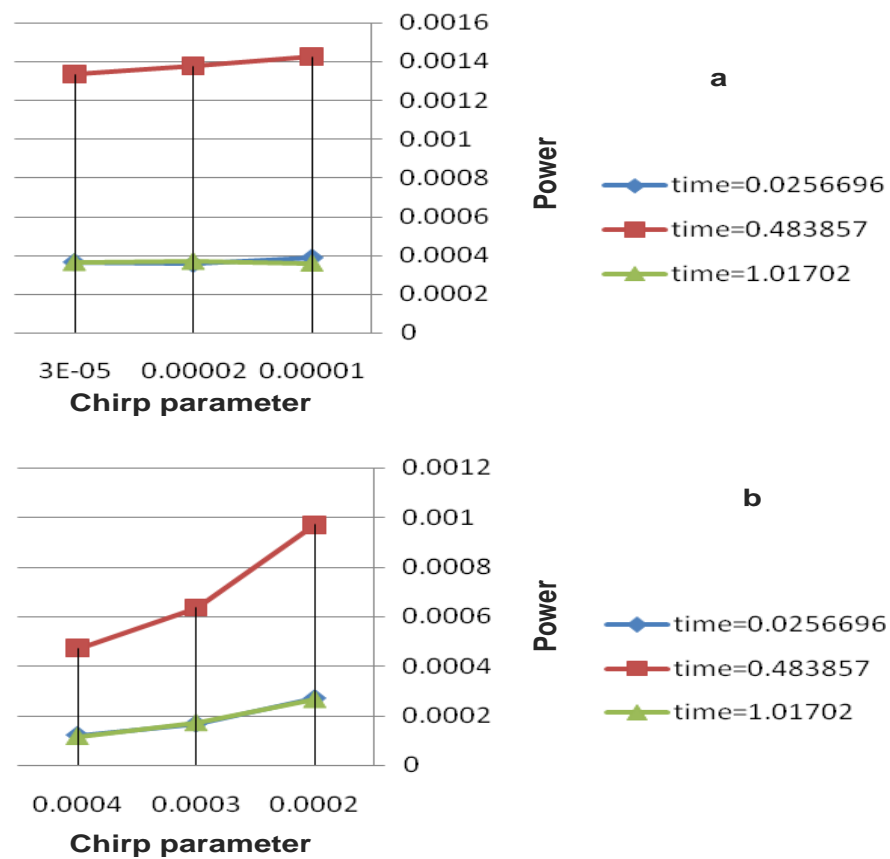 0.0016
0.0014
0.0012
0.001
0.0008
0.0006
0.0004
0.0002
0
3E-05 0.00002 0.00001
Chirp parameter
Power
a
time=0.0256696
time=0.483857
time=1.01702
0.0012
0.001
0.0008
0.0006
0.0004
0.0002
0
0.0004 0.0003 0.0002
Chirp parameter
Power
b
time=0.0256696
time=0.483857
time=1.01702